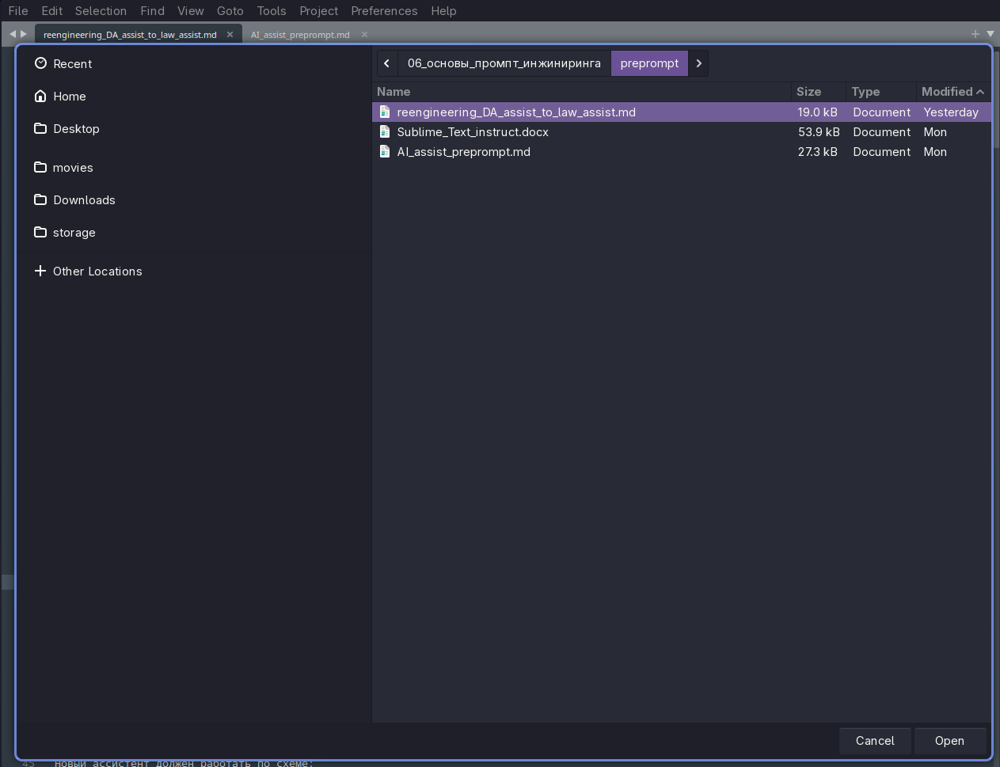 File Edit Selection Find View Goto Tools Project Preferences Help
reengineering_DA_assist_to_law_assist.md AI_assist_preprompt.md
Recent
Home
Desktop
movies
Downloads
storage
Other Locations
06_основы_промпт_инжиниринга preprompt
Name Size Type Modified
reengineering_DA_assist_to_law_assist.md 19.0 kB Document Yesterday
Sublime_Text_instruct.docx 53.9 kB Document Mon
AI_assist_preprompt.md 27.3 kB Document Mon
Cancel Open
45 Новый ассистент должен работать по схеме: